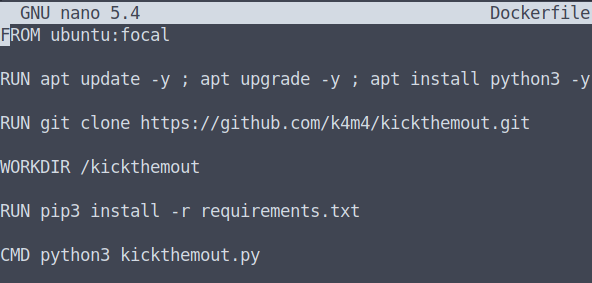 GNU nano 5.4 Dockerfile
FROM ubuntu:focal
RUN apt update -y ; apt upgrade -y ; apt install python3 -y
RUN git clone https://github.com/k4m4/kickthemout.git
WORKDIR /kickthemout
RUN pip3 install -r requirements.txt
CMD python3 kickthemout.py